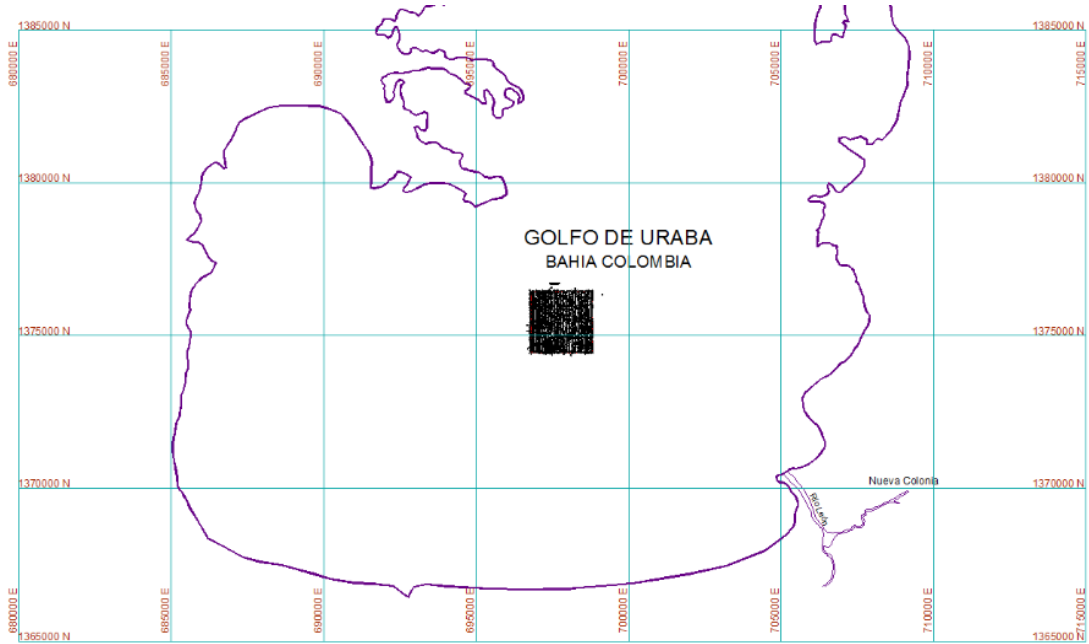 1385000 N
1385000 N
680000 E
685000 E
690000 E
695000 E
700000 E
705000 E
710000 E
715000 E
1380000 N
1380000 N
GOLFO DE URABA
BAHIA COLOMBIA
1375000 N
1375000 N
1370000 N
Nueva Colonia
1370000 N
Rio León
680000 E
685000 E
690000 E
695000 E
700000 E
705000 E
710000 E
715000 E
1365000 N
1365000 N